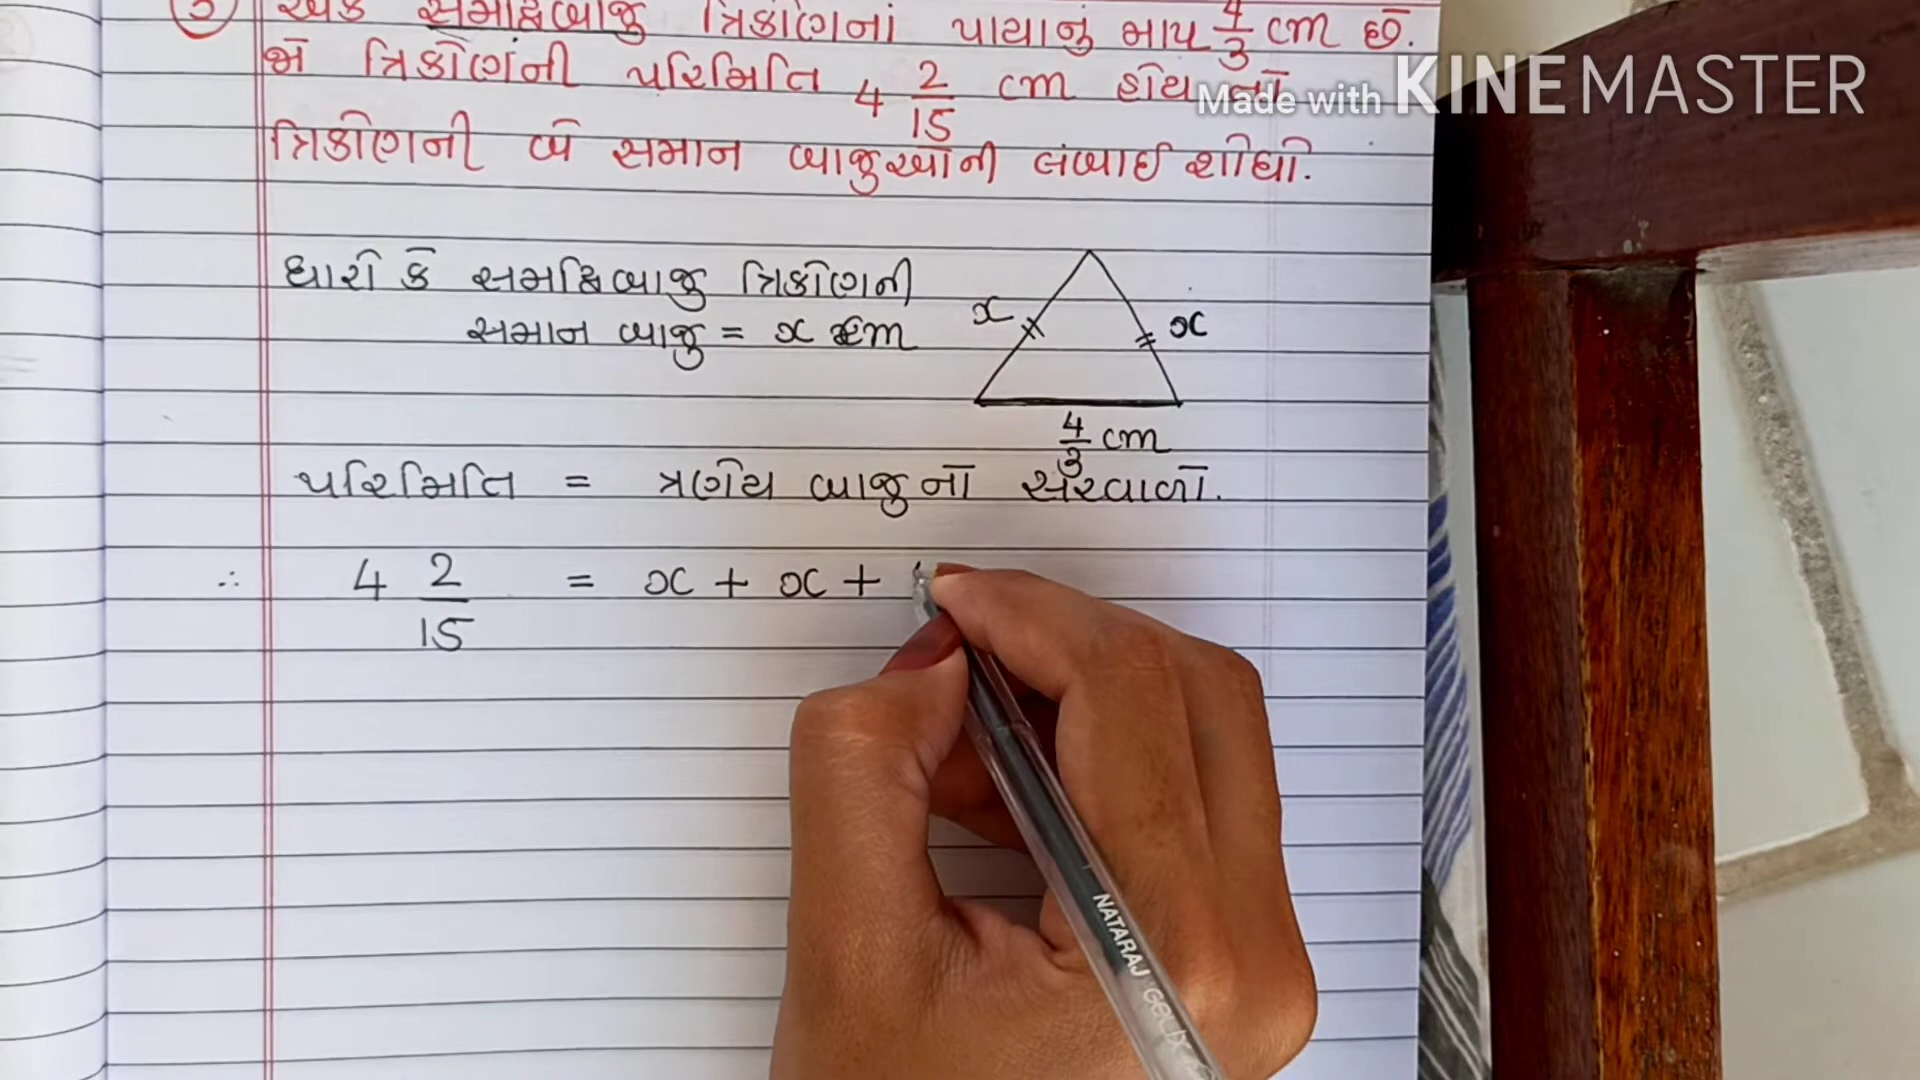 એક સમદ્વિબાજુ ત્રિકોણનાં પાયાનું માપ 4/3 cm છે.
જો ત્રિકોણની પરિમિતિ 4 2/15 cm હોય તો
ત્રિકોણની બે સમાન બાજુઓની લંબાઈ શોધો.
Made with KINEMASTER
ધારો કે સમદ્વિબાજુ ત્રિકોણની
સમાન બાજુ = x cm
x
x
4/3 cm
પરિમિતિ = ત્રણેય બાજુનો સરવાળો.
∴ 4 2/15 = x + x +
NATARAJ GOLD